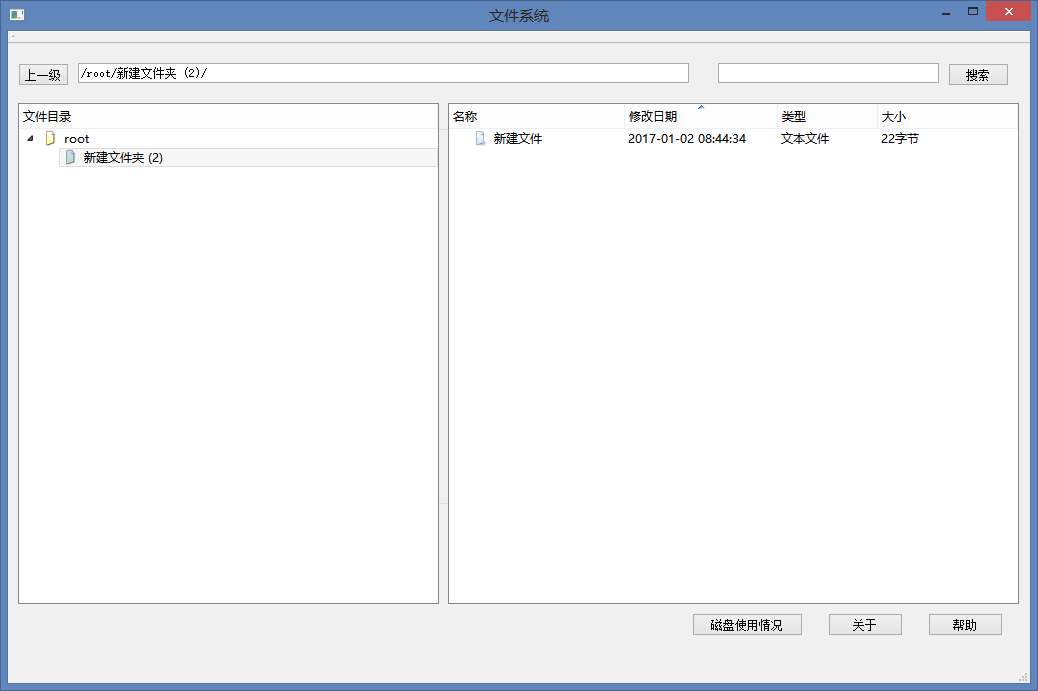 文件系统
上一级 /root/新建文件夹 (2)/ 搜索
文件目录
root
新建文件夹 (2)
名称 修改日期 类型 大小
新建文件 2017-01-02 08:44:34 文本文件 22字节
磁盘使用情况 关于 帮助